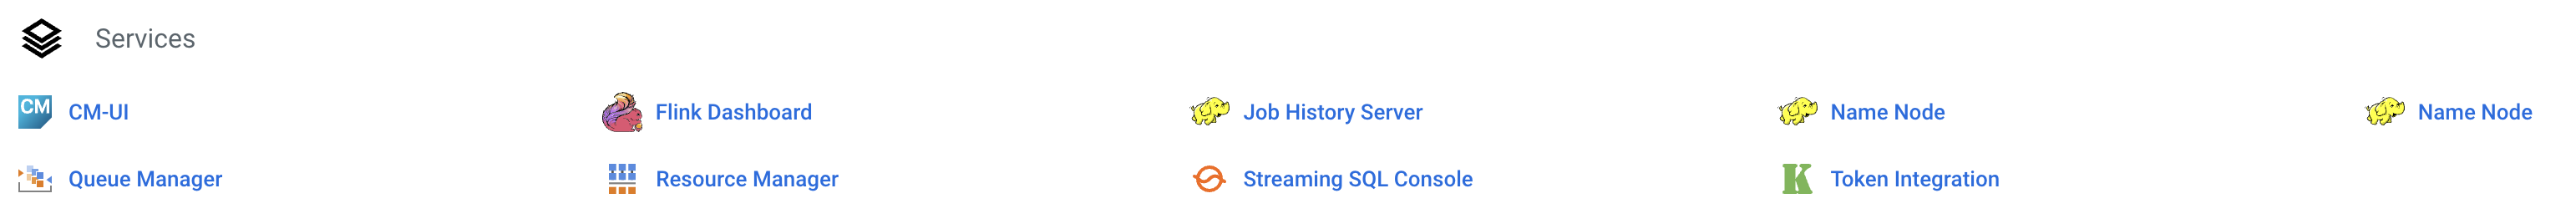 Services
CM CM-UI Flink Dashboard Job History Server Name Node Name Node
Queue Manager Resource Manager Streaming SQL Console K Token Integration